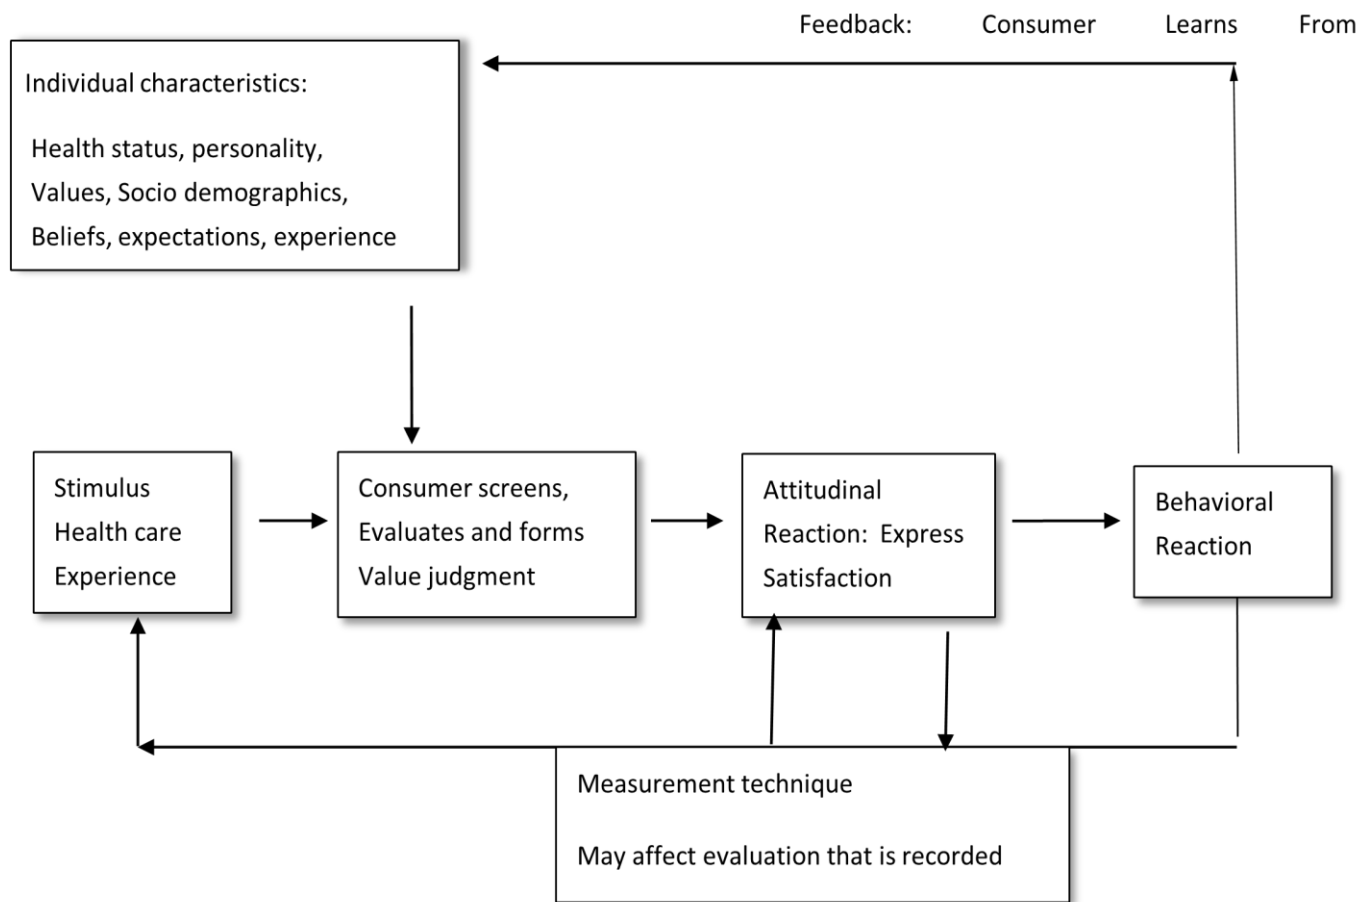 Feedback: Consumer Learns From
Individual characteristics:
Health status, personality,
Values, Socio demographics,
Beliefs, expectations, experience
Stimulus
Health care
Experience
Consumer screens,
Evaluates and forms
Value judgment
Attitudinal
Reaction: Express
Satisfaction
Behavioral
Reaction
Measurement technique
May affect evaluation that is recorded